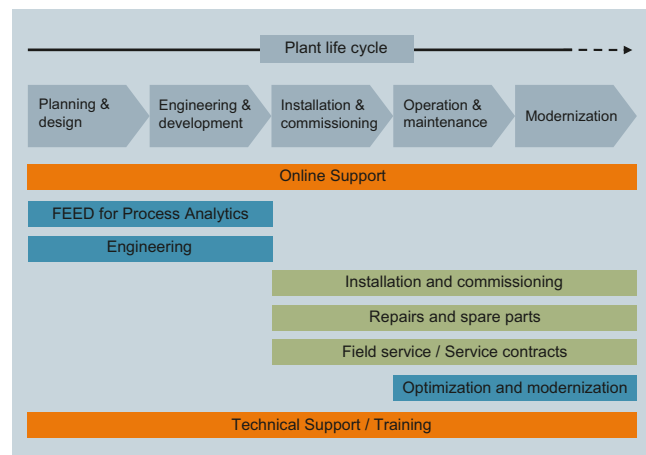 Plant life cycle
Planning &
design
Engineering &
development
Installation &
commissioning
Operation &
maintenance
Modernization
Online Support
FEED for Process Analytics
Engineering
Installation and commissioning
Repairs and spare parts
Field service / Service contracts
Optimization and modernization
Technical Support / Training